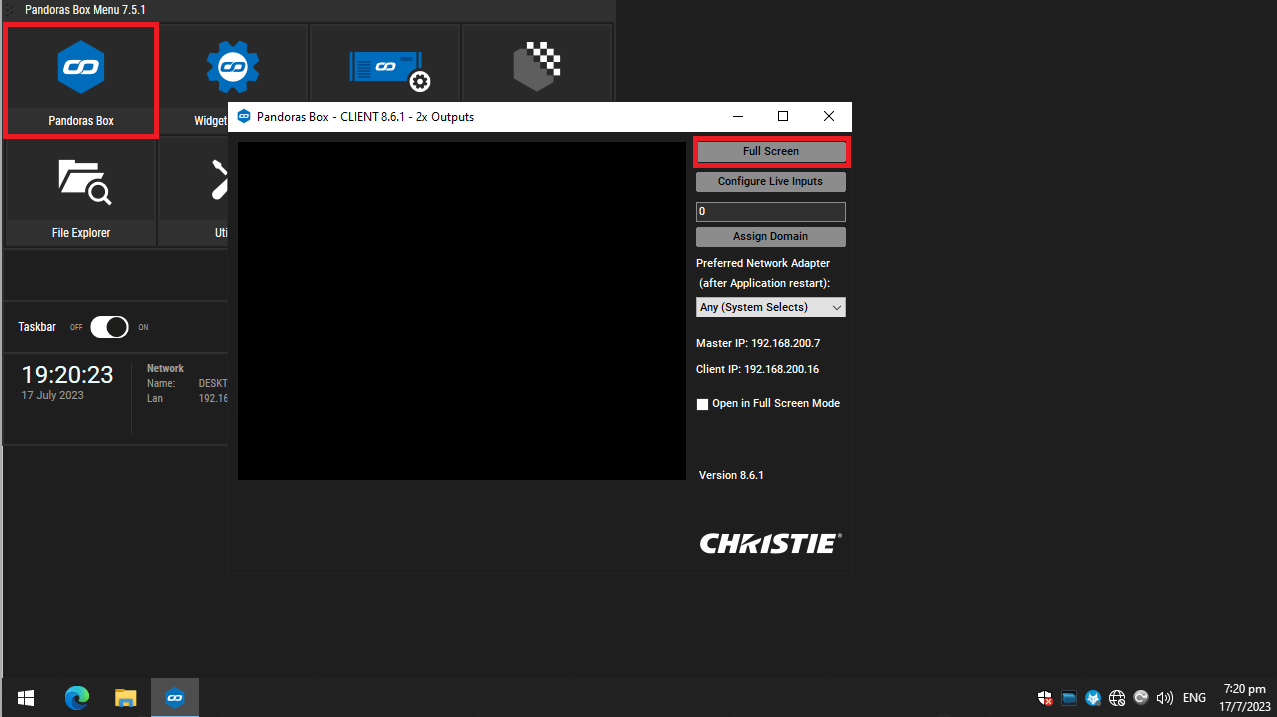 Pandoras Box Menu 7.5.1
Pandoras Box
Widget
File Explorer
Uti
Taskbar OFF ON
19:20:23
17 July 2023
Network
Name: DESKT
Lan 192.16
Pandoras Box - CLIENT 8.6.1 - 2x Outputs
Full Screen
Configure Live Inputs
0
Assign Domain
Preferred Network Adapter
(after Application restart):
Any (System Selects)
Master IP: 192.168.200.7
Client IP: 192.168.200.16
Open in Full Screen Mode
Version 8.6.1
CHRISTIE®
ENG
7:20 pm
17/7/2023